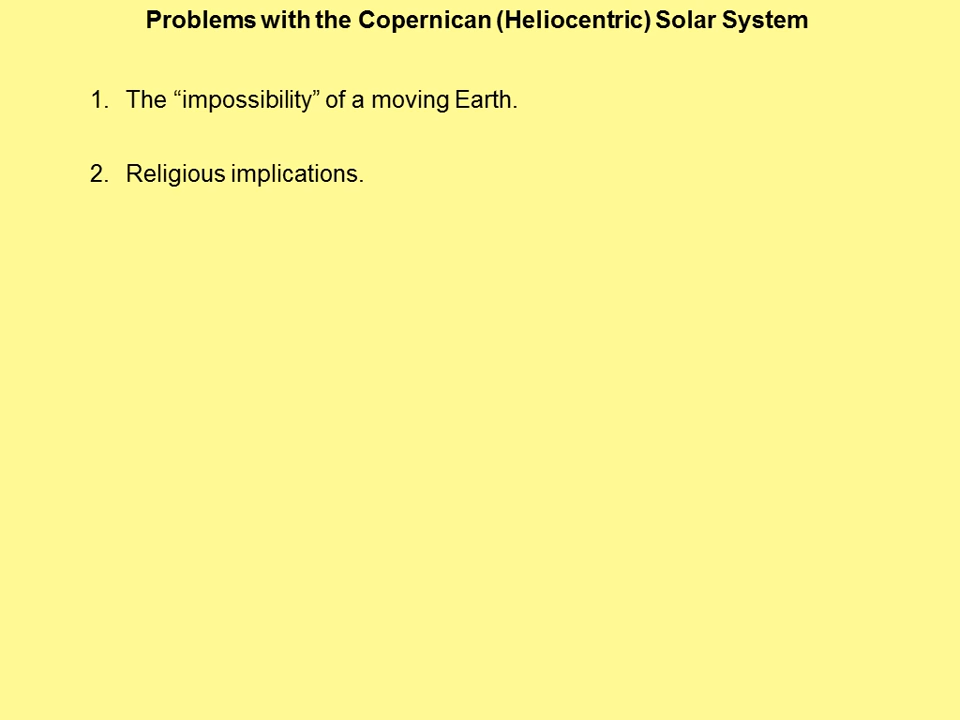 Problems with the Copernican (Heliocentric) Solar System
1. The “impossibility” of a moving Earth.
2. Religious implications.